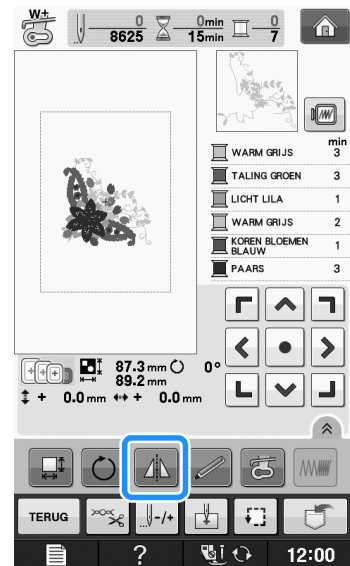 W+
0 0min 0
8625 15min 7
min
WARM GRIJS 3
TALING GROEN 3
LICHT LILA 1
WARM GRIJS 2
KOREN BLOEMEN BLAUW 1
PAARS 3
87.3 mm 0°
89.2 mm
+ 0.0 mm + 0.0 mm
TERUG -/+
? 12:00